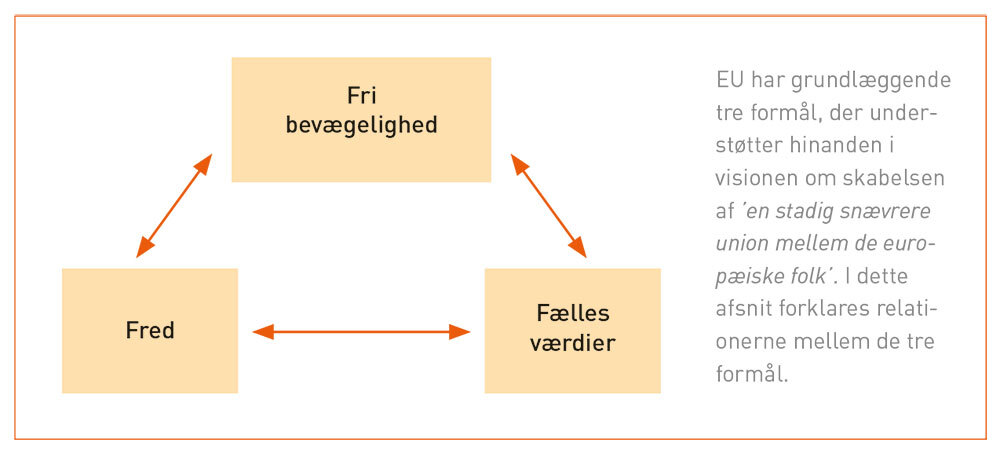 Fri
bevægelighed
Fred
Fælles
værdier
EU har grundlæggende
tre formål, der under-
støtter hinanden i
visionen om skabelsen
af ’en stadig snævrere
union mellem de euro-
pæiske folk’. I dette
afsnit forklares relati-
onerne mellem de tre
formål.